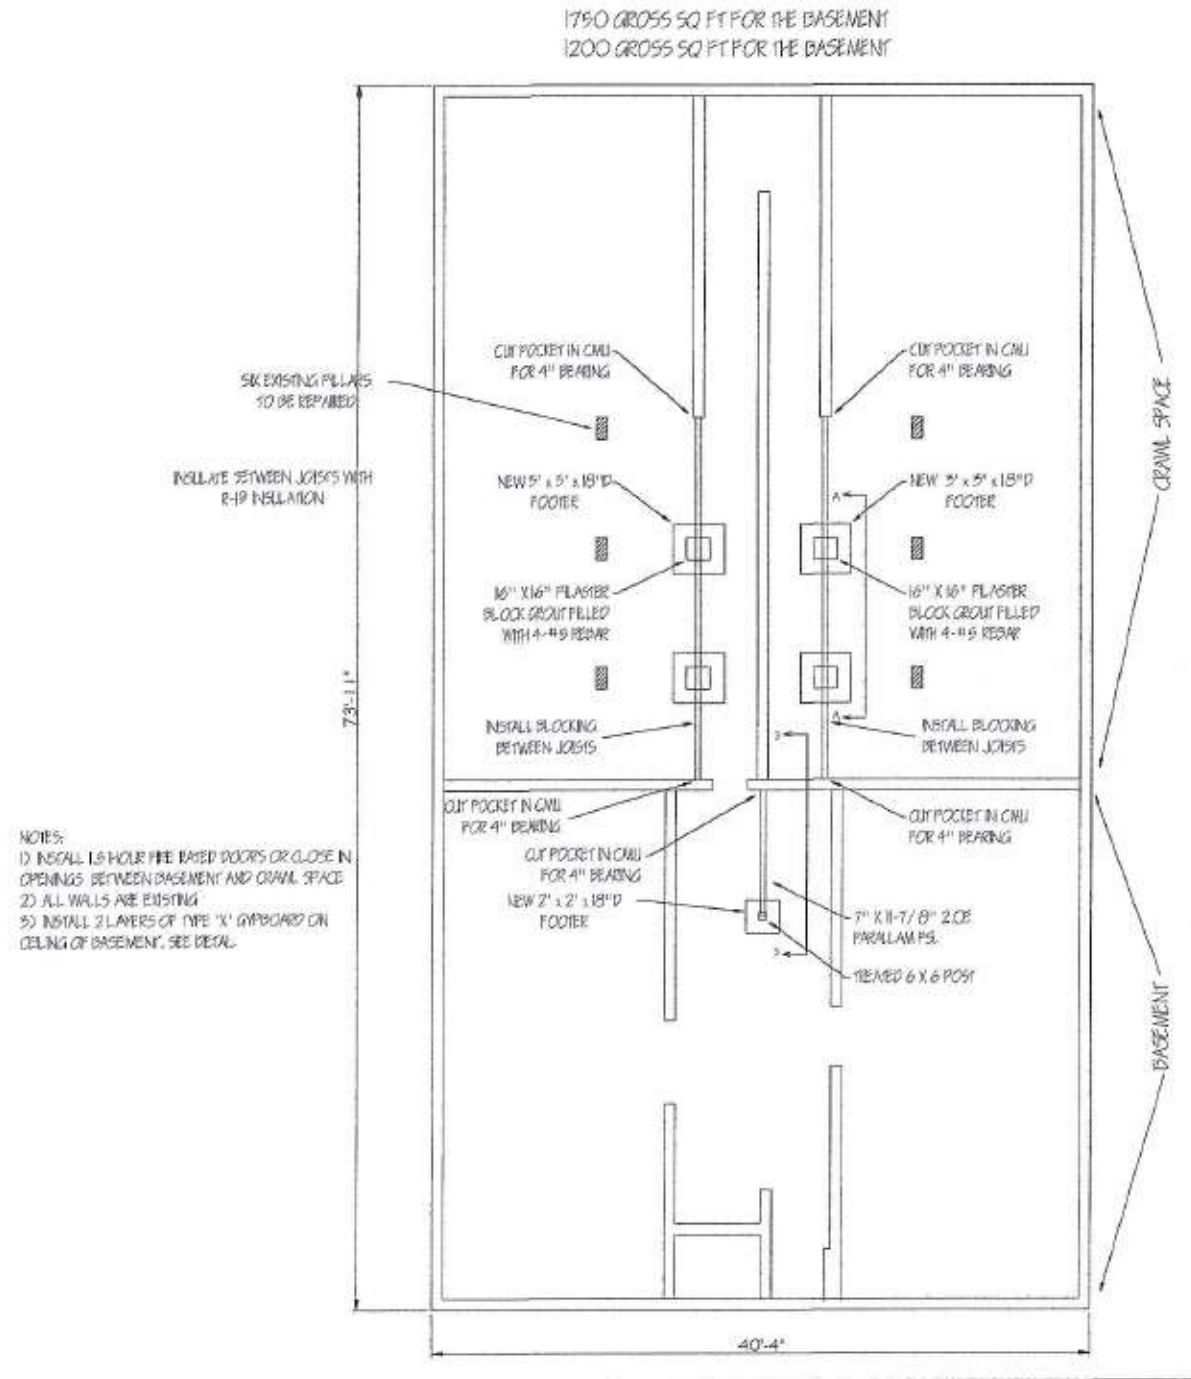 1750 GROSS SQ FT FOR THE BASEMENT
1200 GROSS SQ FT FOR THE BASEMENT
CUT POCKET IN CMU
FOR 4" BEARING
CUT POCKET IN CMU
FOR 4" BEARING
SIX EXISTING PILLARS
TO BE REPAIRED
CRAWL SPACE
INSULATE BETWEEN JOISTS WITH
R-19 INSULATION
NEW 3' x 3' x 18"D
FOOTER
NEW 3' x 3' x 18"D
FOOTER
A
16" X 16" PILASTER
BLOCK GROUT FILLED
WITH 4-#5 REBAR
16" X 16" PILASTER
BLOCK GROUT FILLED
WITH 4-#5 REBAR
73'-11"
A
INSTALL BLOCKING
BETWEEN JOISTS
INSTALL BLOCKING
BETWEEN JOISTS
CUT POCKET IN CMU
FOR 4" BEARING
CUT POCKET IN CMU
FOR 4" BEARING
CUT POCKET IN CMU
FOR 4" BEARING
NOTES:
1) INSTALL 1.5 HOUR FIRE RATED DOORS OR CLOSE IN
OPENINGS BETWEEN BASEMENT AND CRAWL SPACE
2) ALL WALLS ARE EXISTING
3) INSTALL 2 LAYERS OF TYPE 'X' GYPBOARD ON
CEILING OF BASEMENT. SEE DETAIL
NEW 2' x 2' x 18"D
FOOTER
7" X 11-7/8" 2.0E
PARALLAM PSL
TREATED 6 X 6 POST
BASEMENT
40'-4"